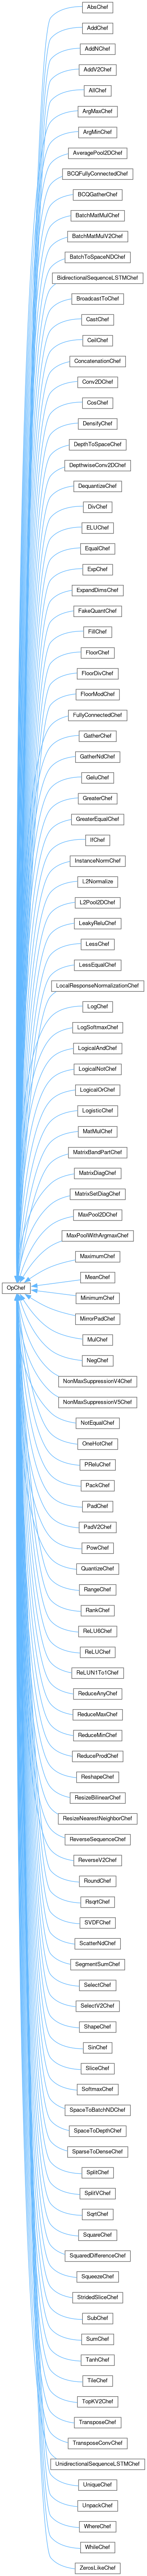 AbsChef
AddChef
AddNChef
AddV2Chef
AllChef
ArgMaxChef
ArgMinChef
AveragePool2DChef
BCQFullyConnectedChef
BCQGatherChef
BatchMatMulChef
BatchMatMulV2Chef
BatchToSpaceNDChef
BidirectionalSequenceLSTMChef
BroadcastToChef
CastChef
CeilChef
ConcatenationChef
Conv2DChef
CosChef
DensifyChef
DepthToSpaceChef
DepthwiseConv2DChef
DequantizeChef
DivChef
ELUChef
EqualChef
ExpChef
ExpandDimsChef
FakeQuantChef
FillChef
FloorChef
FloorDivChef
FloorModChef
FullyConnectedChef
GatherChef
GatherNdChef
GeluChef
GreaterChef
GreaterEqualChef
IfChef
InstanceNormChef
L2Normalize
L2Pool2DChef
LeakyReluChef
LessChef
LessEqualChef
LocalResponseNormalizationChef
LogChef
LogSoftmaxChef
LogicalAndChef
LogicalNotChef
LogicalOrChef
LogisticChef
MatMulChef
MatrixBandPartChef
MatrixDiagChef
MatrixSetDiagChef
MaxPool2DChef
MaxPoolWithArgmaxChef
MaximumChef
MeanChef
OpChef
MinimumChef
MirrorPadChef
MulChef
NegChef
NonMaxSuppressionV4Chef
NonMaxSuppressionV5Chef
NotEqualChef
OneHotChef
PReluChef
PackChef
PadChef
PadV2Chef
PowChef
QuantizeChef
RangeChef
RankChef
ReLU6Chef
ReLUChef
ReLUN1To1Chef
ReduceAnyChef
ReduceMaxChef
ReduceMinChef
ReduceProdChef
ReshapeChef
ResizeBilinearChef
ResizeNearestNeighborChef
ReverseSequenceChef
ReverseV2Chef
RoundChef
RsqrtChef
SVDFChef
ScatterNdChef
SegmentSumChef
SelectChef
SelectV2Chef
ShapeChef
SinChef
SliceChef
SoftmaxChef
SpaceToBatchNDChef
SpaceToDepthChef
SparseToDenseChef
SplitChef
SplitVChef
SqrtChef
SquareChef
SquaredDifferenceChef
SqueezeChef
StridedSliceChef
SubChef
SumChef
TanhChef
TileChef
TopKV2Chef
TransposeChef
TransposeConvChef
UnidirectionalSequenceLSTMChef
UniqueChef
UnpackChef
WhereChef
WhileChef
ZerosLikeChef